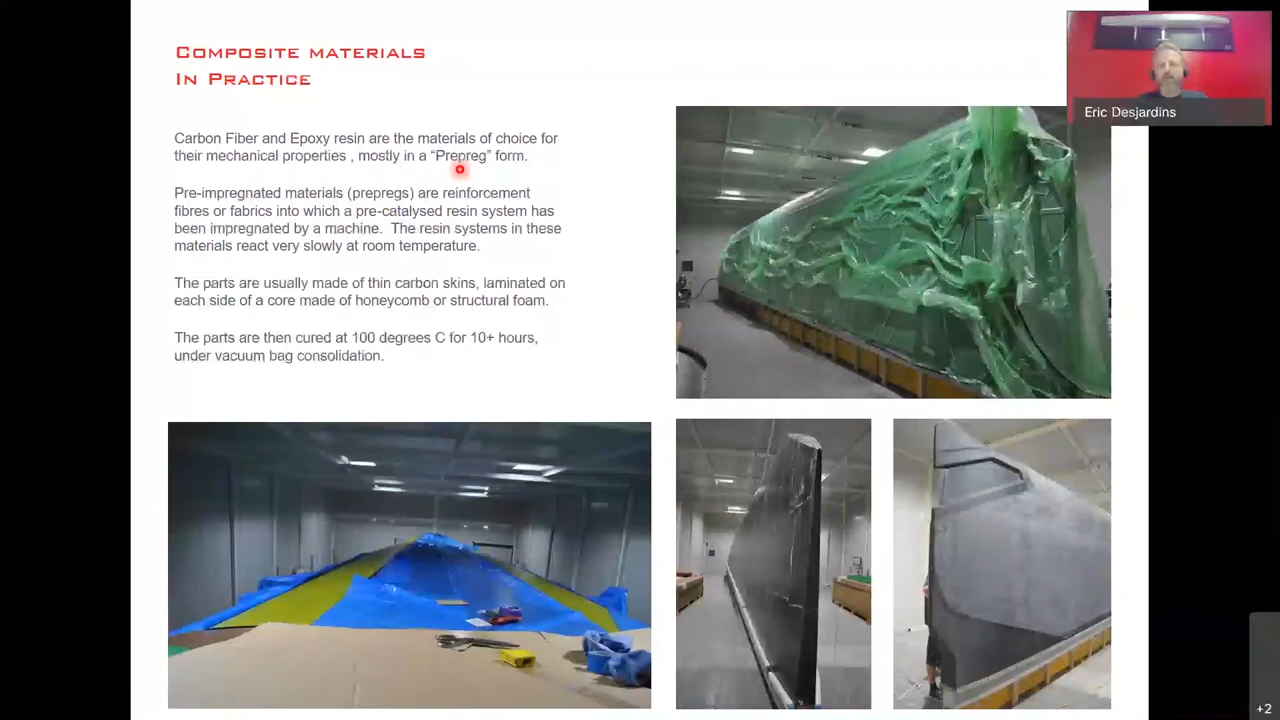 COMPOSITE MATERIALS
IN PRACTICE
Carbon Fiber and Epoxy resin are the materials of choice for
their mechanical properties , mostly in a “Prepreg” form.
Pre-impregnated materials (prepregs) are reinforcement
fibres or fabrics into which a pre-catalysed resin system has
been impregnated by a machine.  The resin systems in these
materials react very slowly at room temperature.
The parts are usually made of thin carbon skins, laminated on
each side of a core made of honeycomb or structural foam.
The parts are then cured at 100 degrees C for 10+ hours,
under vacuum bag consolidation.
Eric Desjardins
+2